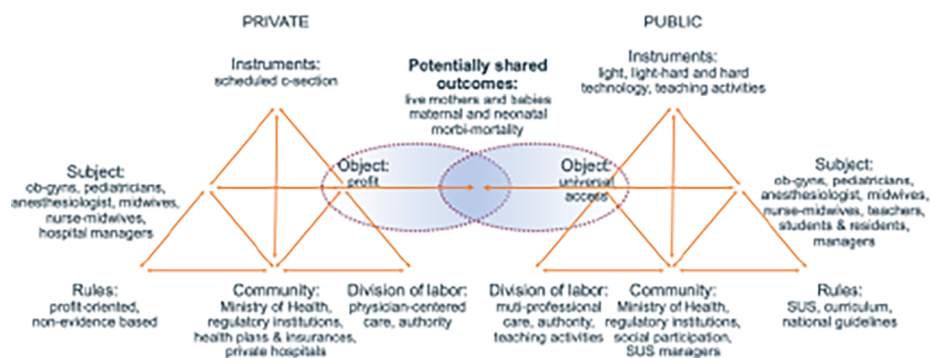 PRIVATE
PUBLIC
Instruments:
scheduled c-section
Potentially shared
outcomes:
live mothers and babies
maternal and neonatal
morbi-mortality
Instruments:
light, light-hard and hard
technology, teaching activities
Subject:
ob-gyns, pediatricians,
anesthesiologist, midwives,
nurse-midwives,
hospital managers
Object:
profit
Object:
universal
access
Subject:
ob-gyns, pediatricians,
anesthesiologist, midwives,
nurse-midwives, teachers,
students & residents,
managers
Rules:
profit-oriented,
non-evidence based
Community:
Ministry of Health,
regulatory institutions,
health plans & insurances,
private hospitals
Division of labor:
physician-centered
care, authority
Division of labor:
muti-professional
care, authority,
teaching activities
Community:
Ministry of Health,
regulatory institutions,
social participation,
SUS managers
Rules:
SUS, curriculum,
national guidelines